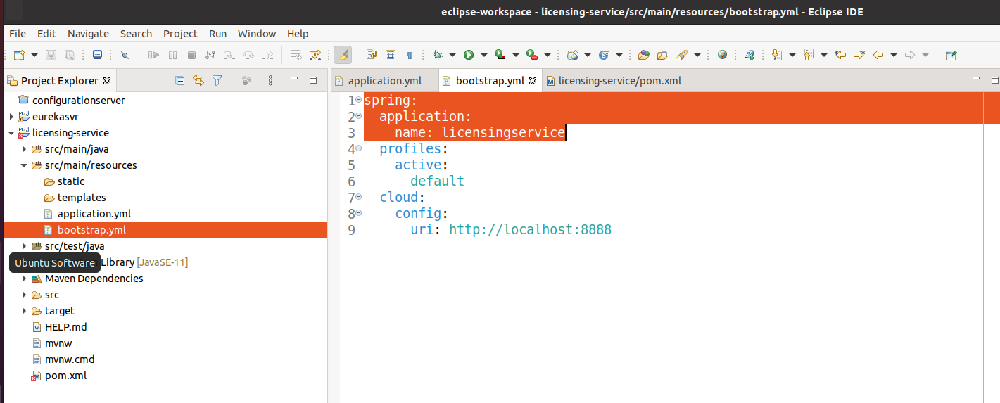 eclipse-workspace - licensing-service/src/main/resources/bootstrap.yml - Eclipse IDE
File Edit Navigate Search Project Run Window Help
Project Explorer
application.yml
bootstrap.yml
licensing-service/pom.xml
configurationserver
eurekasvr
licensing-service
src/main/java
src/main/resources
static
templates
application.yml
bootstrap.yml
src/test/java
Ubuntu Software
Library [JavaSE-11]
Maven Dependencies
src
target
HELP.md
mvnw
mvnw.cmd
pom.xml
1 spring:
2   application:
3     name: licensingservice
4   profiles:
5     active:
6       default
7   cloud:
8     config:
9       uri: http://localhost:8888